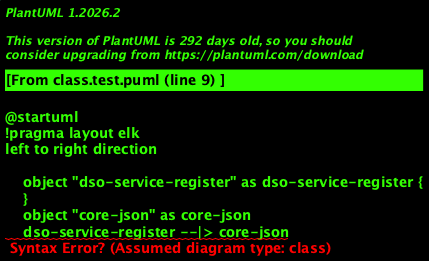 PlantUML 1.2026.2
This version of PlantUML is 292 days old, so you should
consider upgrading from https://plantuml.com/download
[From class.test.puml (line 9) ]
@startuml
!pragma layout elk
left to right direction
object "dso-service-register" as dso-service-register {
}
object "core-json" as core-json
dso-service-register --|> core-json
Syntax Error? (Assumed diagram type: class)